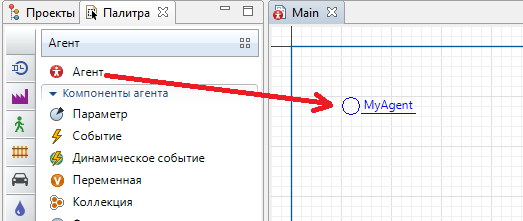 Проекты
Палитра
Main
Агент
Агент
MyAgent
Компоненты агента
Параметр
Событие
Динамическое событие
Переменная
Коллекция